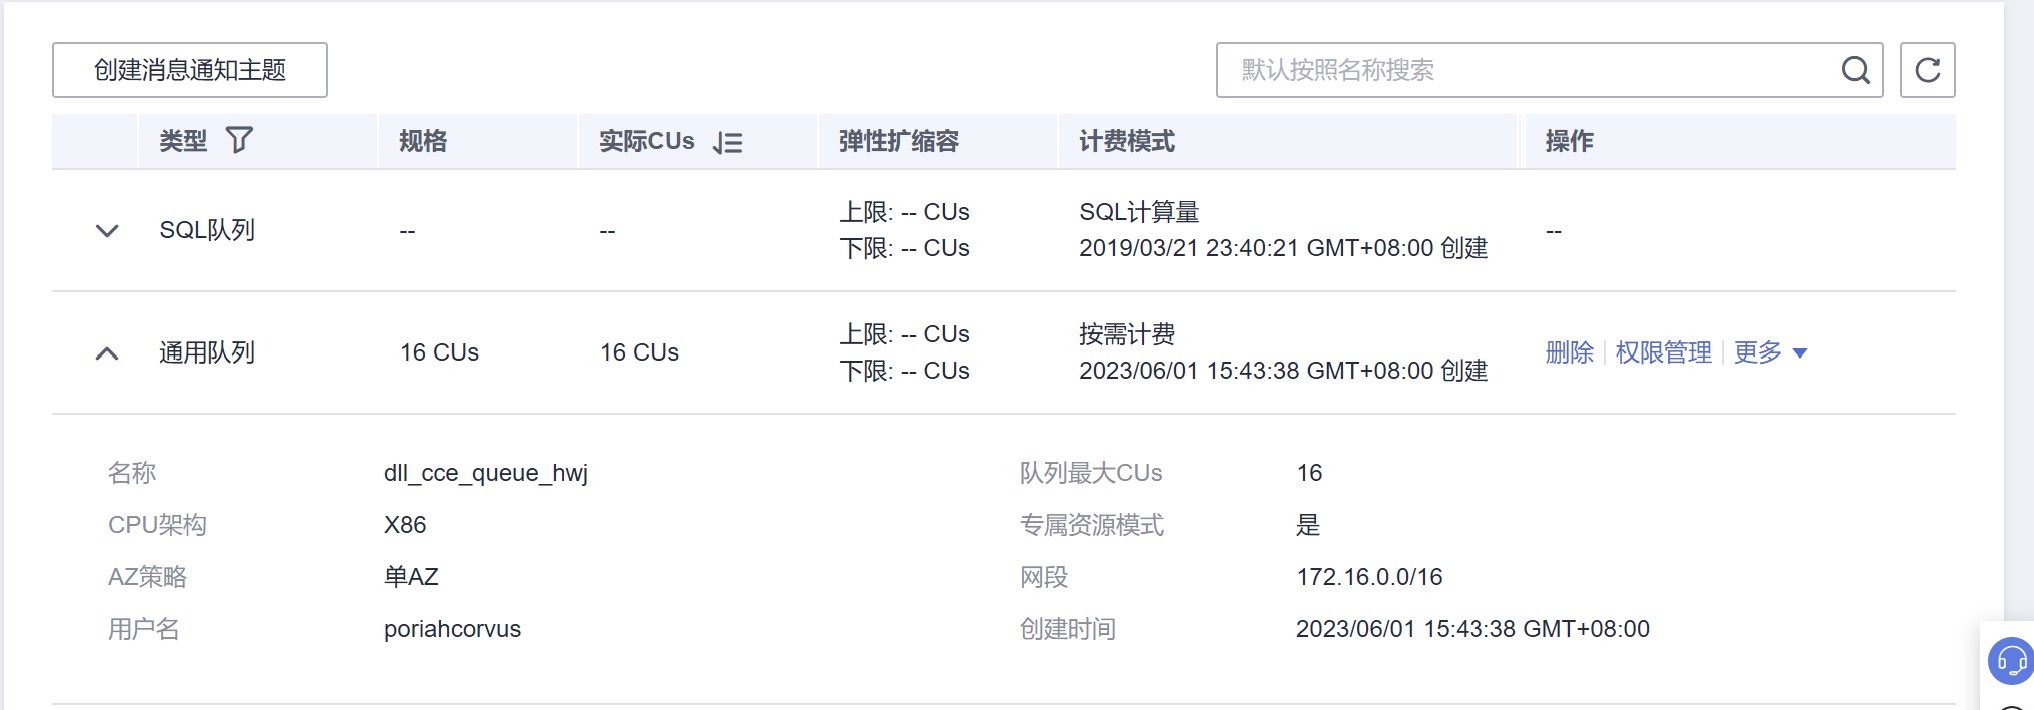 创建消息通知主题
默认按照名称搜索
类型 规格 实际CUs 弹性扩缩容 计费模式 操作
SQL队列 -- -- 上限: -- CUs SQL计算量 --
下限: -- CUs 2019/03/21 23:40:21 GMT+08:00 创建
通用队列 16 CUs 16 CUs 上限: -- CUs 按需计费 删除 权限管理 更多
下限: -- CUs 2023/06/01 15:43:38 GMT+08:00 创建
名称 dll_cce_queue_hwj 队列最大CUs 16
CPU架构 X86 专属资源模式 是
AZ策略 单AZ 网段 172.16.0.0/16
用户名 poriahcorvus 创建时间 2023/06/01 15:43:38 GMT+08:00